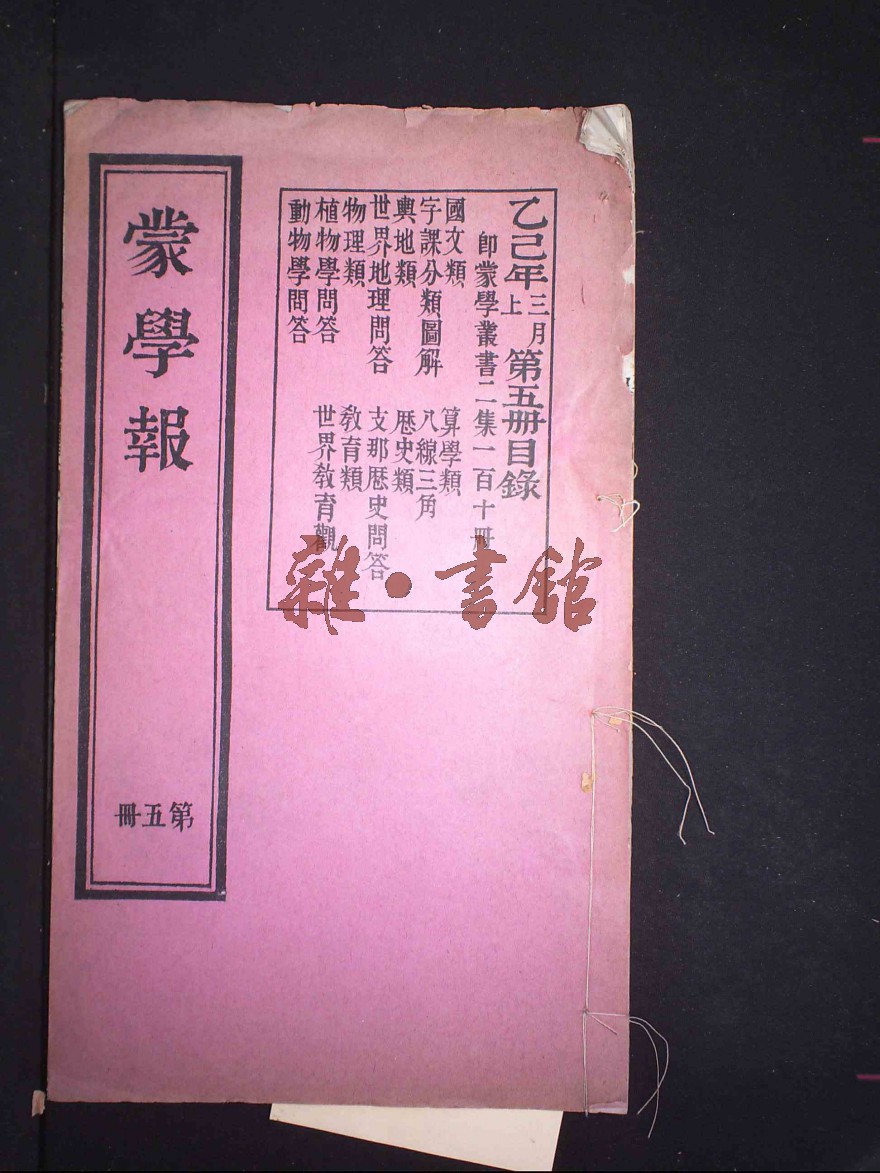 乙巳年三月上第五册目錄
即蒙學叢書二集一百十冊
國文類 算學類
字課分類圖解 八線三角
輿地類 歷史類
世界地理問答 支那歷史問答
物理類 教育類
植物學問答 世界教育觀
動物學問答
蒙學報
第五冊
雜·書館